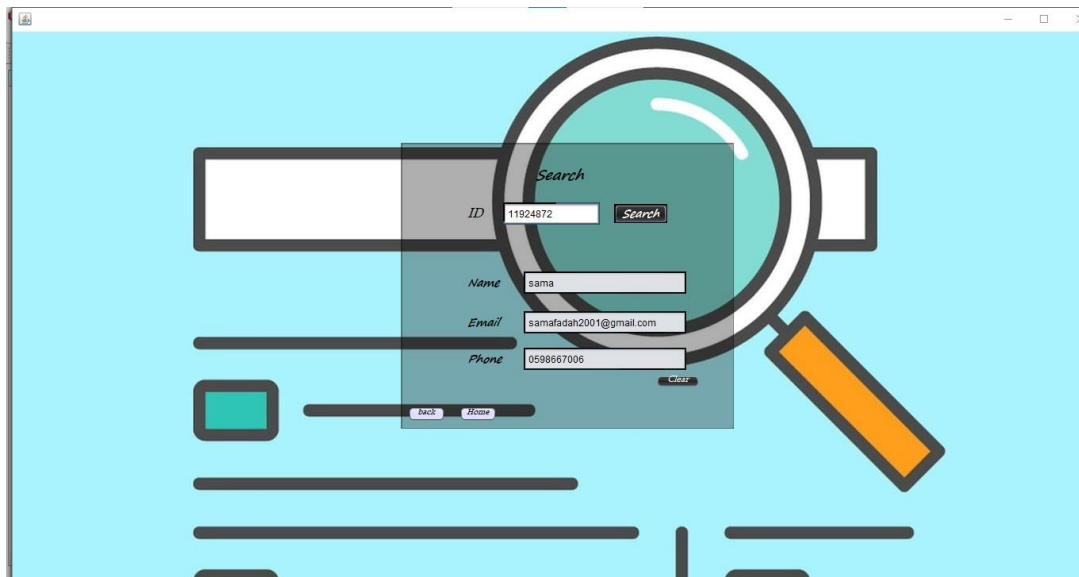 Search
ID 11924872 Search
Name sama
Email samafadah2001@gmail.com
Phone 0598667006
Clear
back Home